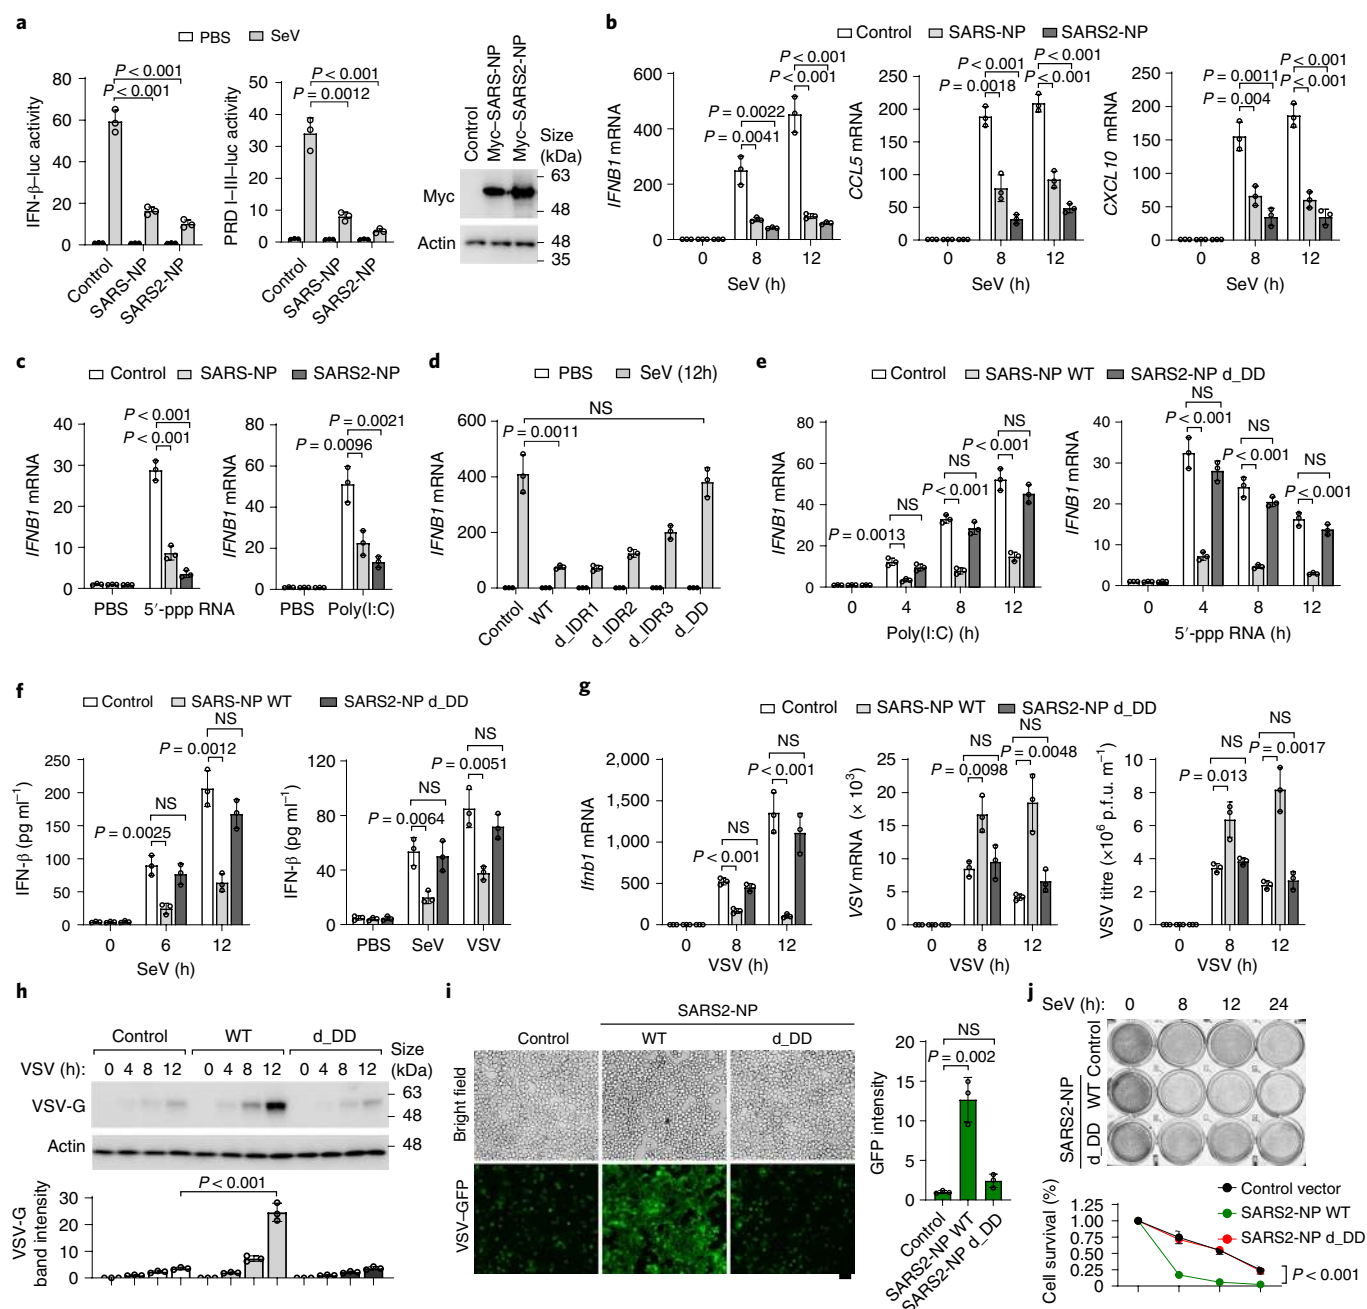 a
PBS
SeV
IFN-β–luc activity
80
60
40
20
0
P < 0.001
P < 0.001
Control
SARS-NP
SARS2-NP
PRD I–III–luc activity
50
40
30
20
10
0
P < 0.001
P = 0.0012
Control
SARS-NP
SARS2-NP
Control
Myc–SARS-NP
Myc–SARS2-NP
Size
(kDa)
Myc
63
48
Actin
48
35
b
Control
SARS-NP
SARS2-NP
IFNB1 mRNA
600
400
200
0
P < 0.001
P < 0.001
P = 0.0022
P = 0.0041
0
8
12
SeV (h)
CCL5 mRNA
250
200
150
100
50
0
P < 0.001
P < 0.001
P = 0.0018
P < 0.001
0
8
12
SeV (h)
CXCL10 mRNA
250
200
150
100
50
0
P < 0.001
P = 0.0011
P < 0.001
P = 0.004
0
8
12
SeV (h)
c
Control
SARS-NP
SARS2-NP
IFNB1 mRNA
40
30
20
10
0
P < 0.001
P < 0.001
PBS
5′-ppp RNA
IFNB1 mRNA
80
60
40
20
0
P = 0.0021
P = 0.0096
PBS
Poly(I:C)
d
PBS
SeV (12h)
IFNB1 mRNA
600
400
200
0
NS
P = 0.0011
Control
WT
d_IDR1
d_IDR2
d_IDR3
d_DD
e
Control
SARS-NP WT
SARS2-NP d_DD
IFNB1 mRNA
80
60
40
20
0
NS
P < 0.001
NS
P < 0.001
NS
P = 0.0013
0
4
8
12
Poly(I:C) (h)
IFNB1 mRNA
40
30
20
10
0
NS
P < 0.001
NS
P < 0.001
NS
P < 0.001
0
4
8
12
5′-ppp RNA (h)
f
Control
SARS-NP WT
SARS2-NP d_DD
IFN-β (pg ml−1)
250
200
150
100
50
0
NS
P = 0.0012
NS
P = 0.0025
0
6
12
SeV (h)
IFN-β (pg ml−1)
120
80
40
0
NS
P = 0.0051
NS
P = 0.0064
PBS
SeV
VSV
g
Control
SARS-NP WT
SARS2-NP d_DD
Ifnb1 mRNA
2,000
1,500
1,000
500
0
NS
P < 0.001
NS
P < 0.001
0
8
12
VSV (h)
VSV mRNA (× 103)
25
20
15
10
5
0
NS
P = 0.0048
NS
P = 0.0098
0
8
12
VSV (h)
VSV titre (×106 p.f.u. m−1)
10
8
6
4
2
0
NS
P = 0.0017
NS
P = 0.013
0
8
12
VSV (h)
h
Control
WT
d_DD
Size
(kDa)
VSV (h):
0 4 8 12 0 4 8 12 0 4 8 12
VSV-G
63
48
Actin
48
VSV-G
band intensity
30
20
10
0
P < 0.001
i
SARS2-NP
Control
WT
d_DD
Bright field
VSV–GFP
GFP intensity
20
15
10
5
0
NS
P = 0.002
Control
SARS2-NP WT
SARS2-NP d_DD
j
SeV (h): 0 8 12 24
Control
SARS2-NP
WT
d_DD
Cell survival (%)
1.25
1.00
0.75
0.50
0.25
0
Control vector
SARS2-NP WT
SARS2-NP d_DD
P < 0.001